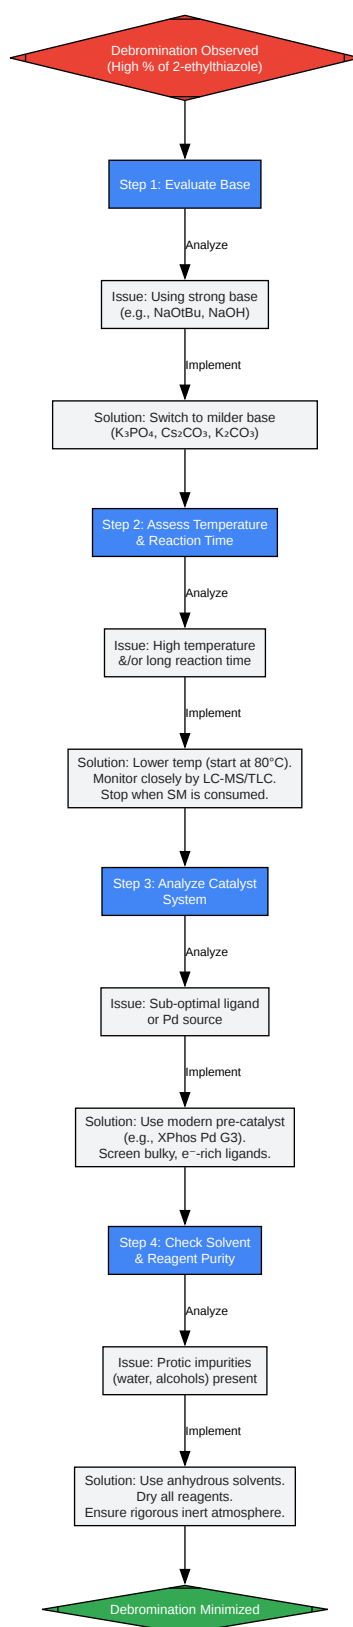 Debromination Observed
(High % of 2-ethylthiazole)
Step 1: Evaluate Base
Analyze
Issue: Using strong base
(e.g., NaOtBu, NaOH)
Implement
Solution: Switch to milder base
(K₃PO₄, Cs₂CO₃, K₂CO₃)
Step 2: Assess Temperature
& Reaction Time
Analyze
Issue: High temperature
&/or long reaction time
Implement
Solution: Lower temp (start at 80°C).
Monitor closely by LC-MS/TLC.
Stop when SM is consumed.
Step 3: Analyze Catalyst
System
Analyze
Issue: Sub-optimal ligand
or Pd source
Implement
Solution: Use modern pre-catalyst
(e.g., XPhos Pd G3).
Screen bulky, e⁻-rich ligands.
Step 4: Check Solvent
& Reagent Purity
Analyze
Issue: Protic impurities
(water, alcohols) present
Implement
Solution: Use anhydrous solvents.
Dry all reagents.
Ensure rigorous inert atmosphere.
Debromination Minimized